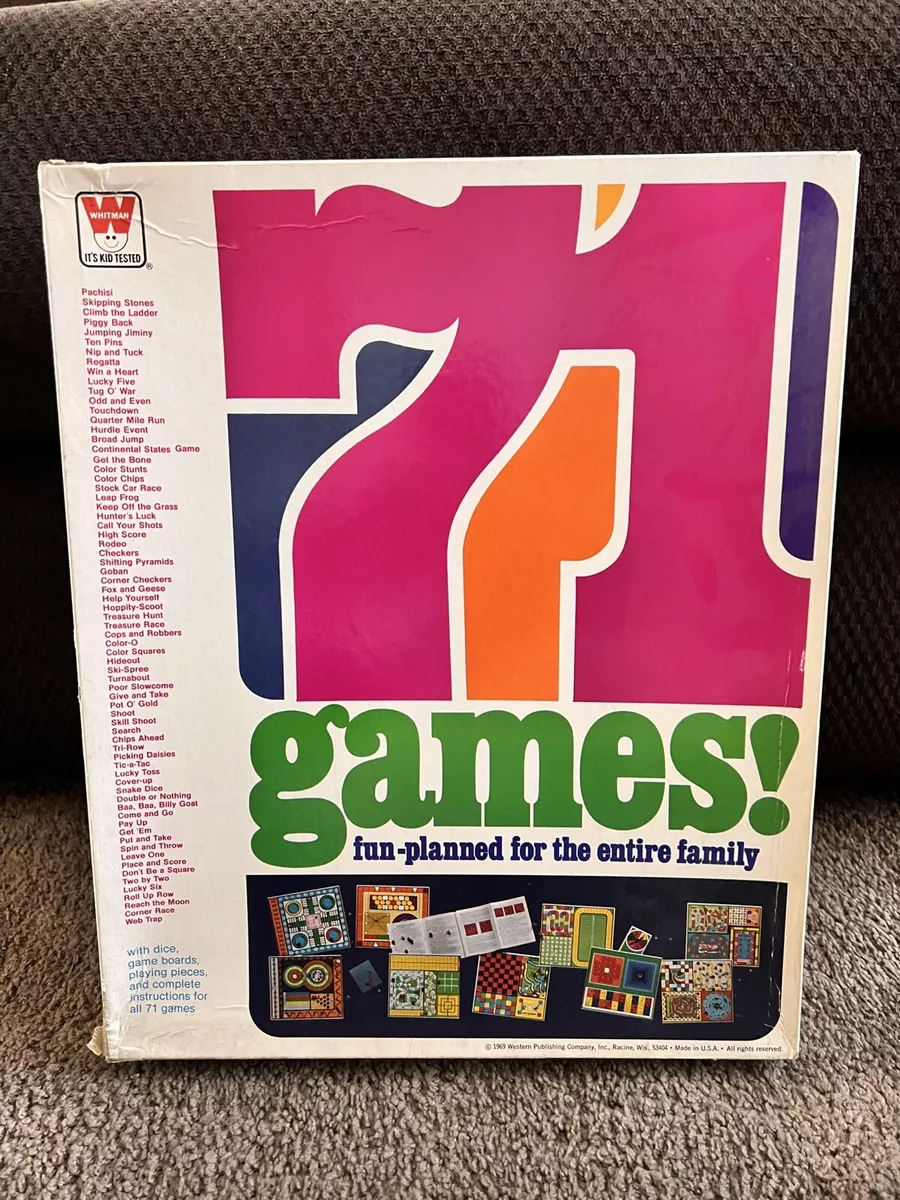 WHITMAN
W
IT'S KID TESTED
®
71
games!
fun-planned for the entire family
Pachisi
Skipping Stones
Climb the Ladder
Piggy Back
Jumping Jiminy
Ten Pins
Nip and Tuck
Regatta
Win a Heart
Lucky Five
Tug O' War
Odd and Even
Touchdown
Quarter Mile Run
Hurdle Event
Broad Jump
Continental States Game
Get the Bone
Color Stunts
Color Chips
Stock Car Race
Leap Frog
Keep Off the Grass
Hunter's Luck
Call Your Shots
High Score
Rodeo
Checkers
Shifting Pyramids
Goban
Corner Checkers
Fox and Geese
Help Yourself
Hoppity-Scoot
Treasure Hunt
Treasure Race
Cops and Robbers
Color-O
Color Squares
Hideout
Ski-Spree
Turnabout
Poor Slowcome
Give and Take
Pot O' Gold
Shoot
Skill Shoot
Search
Chips Ahead
Tri-Row
Picking Daisies
Tic-a-Tac
Lucky Toss
Cover-up
Snake Dice
Double or Nothing
Baa, Baa, Billy Goat
Come and Go
Pay Up
Get 'Em
Put and Take
Spin and Throw
Leave One
Place and Score
Don't Be a Square
Two by Two
Lucky Six
Roll Up Row
Reach the Moon
Corner Race
Web Trap
with dice,
game boards,
playing pieces,
and complete
instructions for
all 71 games
© 1969 Western Publishing Company, Inc., Racine, Wis. 53404 • Made in U.S.A. • All rights reserved.